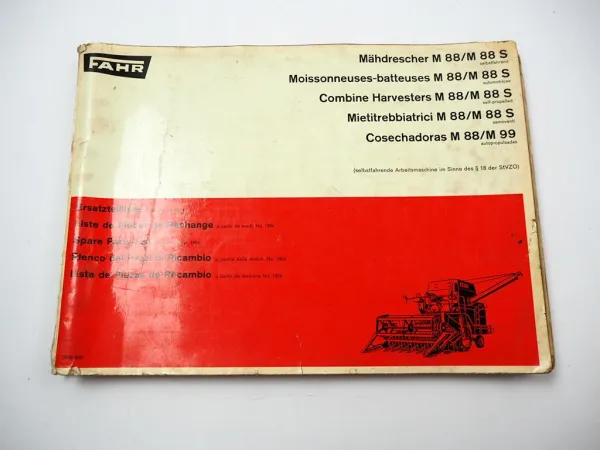 FAHR
Mähdrescher M 88/M 88 S
selbstfahrend
Moissonneuses-batteuses M 88/M 88 S
automotrices
Combine Harvesters M 88/M 88 S
self-propelled
Mietitrebbiatrici M 88/M 88 S
semoventi
Cosechadoras M 88/M 99
autopropulsadas
(selbstfahrende Arbeitsmaschine im Sinne des § 18 der StVZO)
Ersatzteilliste
Liste de Pièces de Rechange
Spare Parts List
Elenco dei Pezzi di Ricambio
Lista de Piezas de Recambio